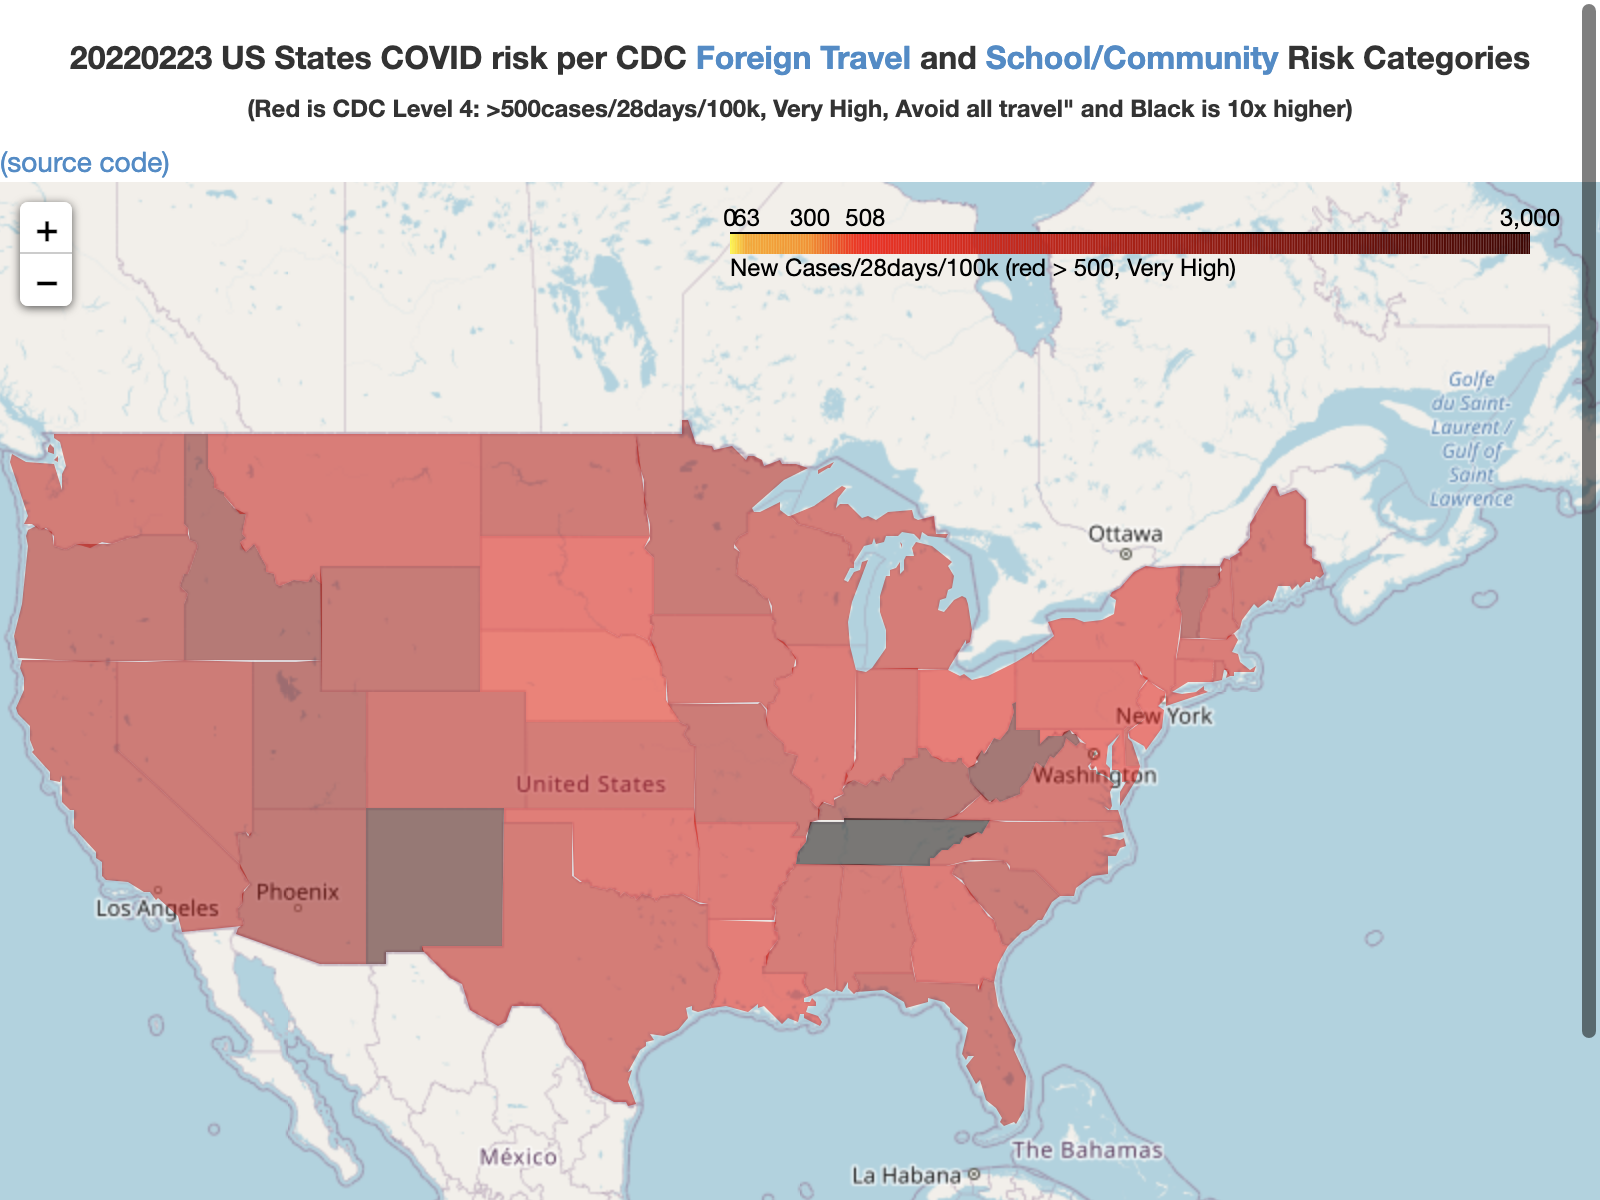 20220223 US States COVID risk per CDC Foreign Travel and School/Community Risk Categories
(Red is CDC Level 4: >500cases/28days/100k, Very High, Avoid all travel" and Black is 10x higher)
(source code)
+
−
063 300 508 3,000
New Cases/28days/100k (red > 500, Very High)
Golfe
du Saint-
Laurent /
Gulf of
Saint
Lawrence
Ottawa
New York
Washington
United States
Phoenix
Los Angeles
México
The Bahamas
La Habana